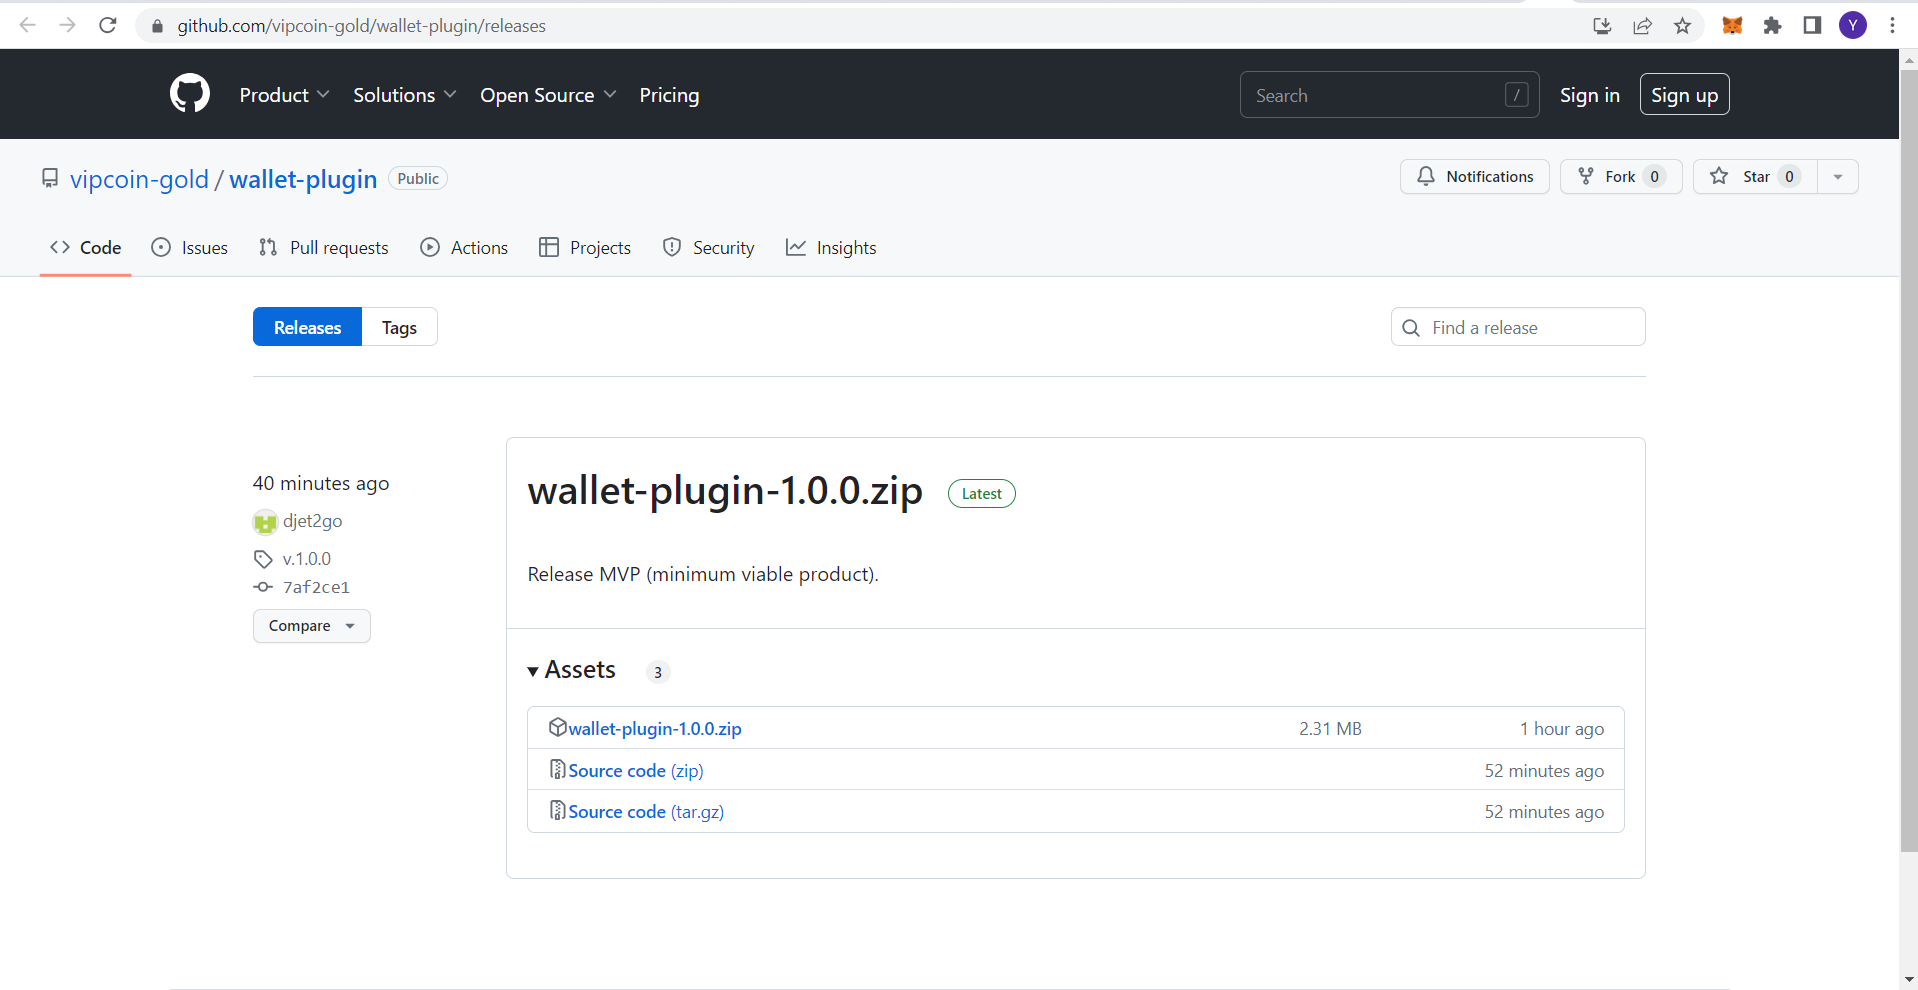 github.com/vipcoin-gold/wallet-plugin/releases
Y
Product Solutions Open Source Pricing Search / Sign in Sign up
vipcoin-gold / wallet-plugin Public Notifications Fork 0 Star 0
Code Issues Pull requests Actions Projects Security Insights
Releases Tags Find a release
40 minutes ago
djet2go
v.1.0.0
7af2ce1
Compare
wallet-plugin-1.0.0.zip Latest
Release MVP (minimum viable product).
Assets 3
wallet-plugin-1.0.0.zip 2.31 MB 1 hour ago
Source code (zip) 52 minutes ago
Source code (tar.gz) 52 minutes ago